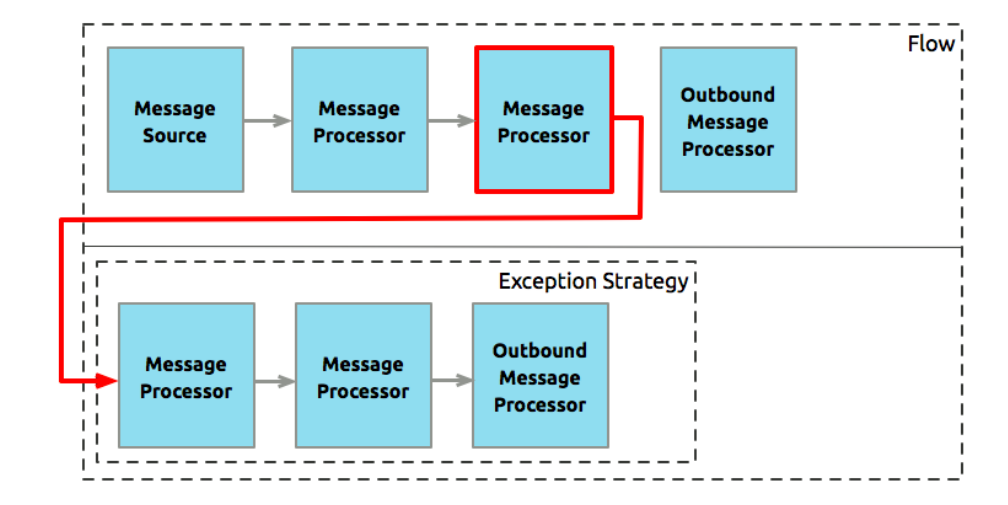 Flow
Message
Source
Message
Processor
Message
Processor
Outbound
Message
Processor
Exception Strategy
Message
Processor
Message
Processor
Outbound
Message
Processor